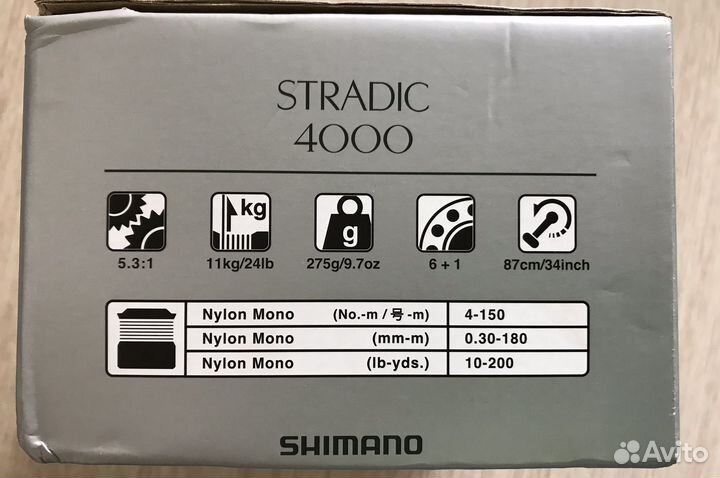 STRADIC
4000
kg
g
5.3:1 11kg/24lb 275g/9.7oz 6 + 1 87cm/34inch
Nylon Mono (No.-m / 号 -m) 4-150
Nylon Mono (mm-m) 0.30-180
Nylon Mono (lb-yds.) 10-200
SHIMANO
Avito